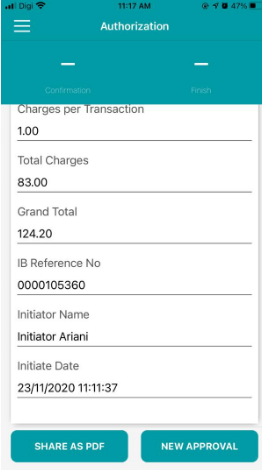 Digi 11:17 AM 47%
Authorization
Confirmation Finish
Charges per Transaction
1.00
Total Charges
83.00
Grand Total
124.20
IB Reference No
0000105360
Initiator Name
Initiator Ariani
Initiate Date
23/11/2020 11:11:37
SHARE AS PDF NEW APPROVAL